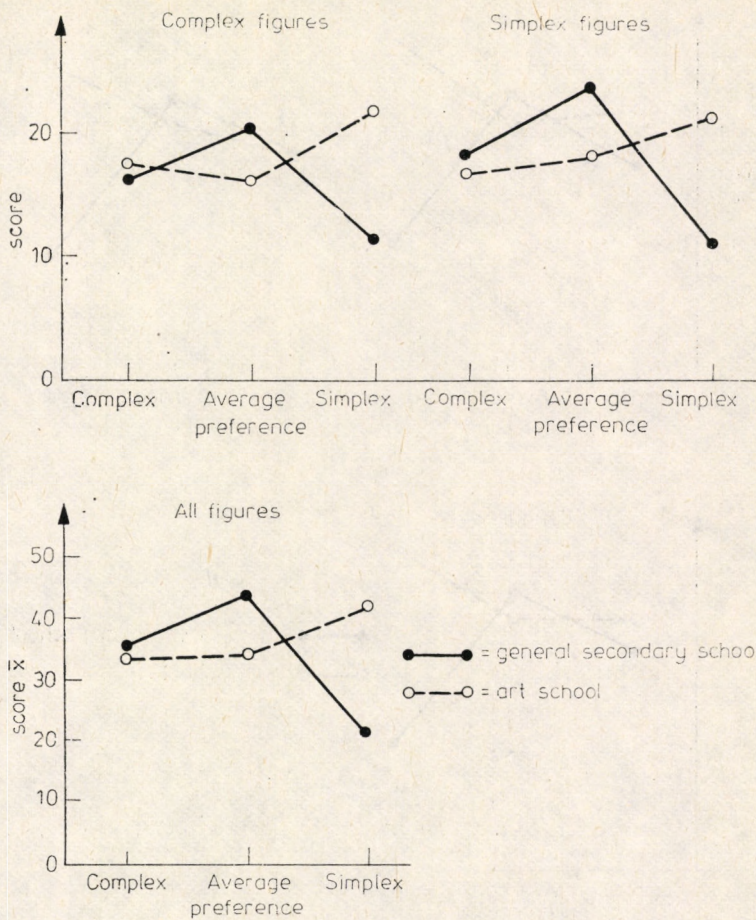 Complex figures
Simplex figures
score
20
10
0
Complex Average Simplex Complex Average Simplex
preference preference
All figures
score x̄
50
40
30
20
10
0
= general secondary school
= art school
Complex Average Simplex
preference